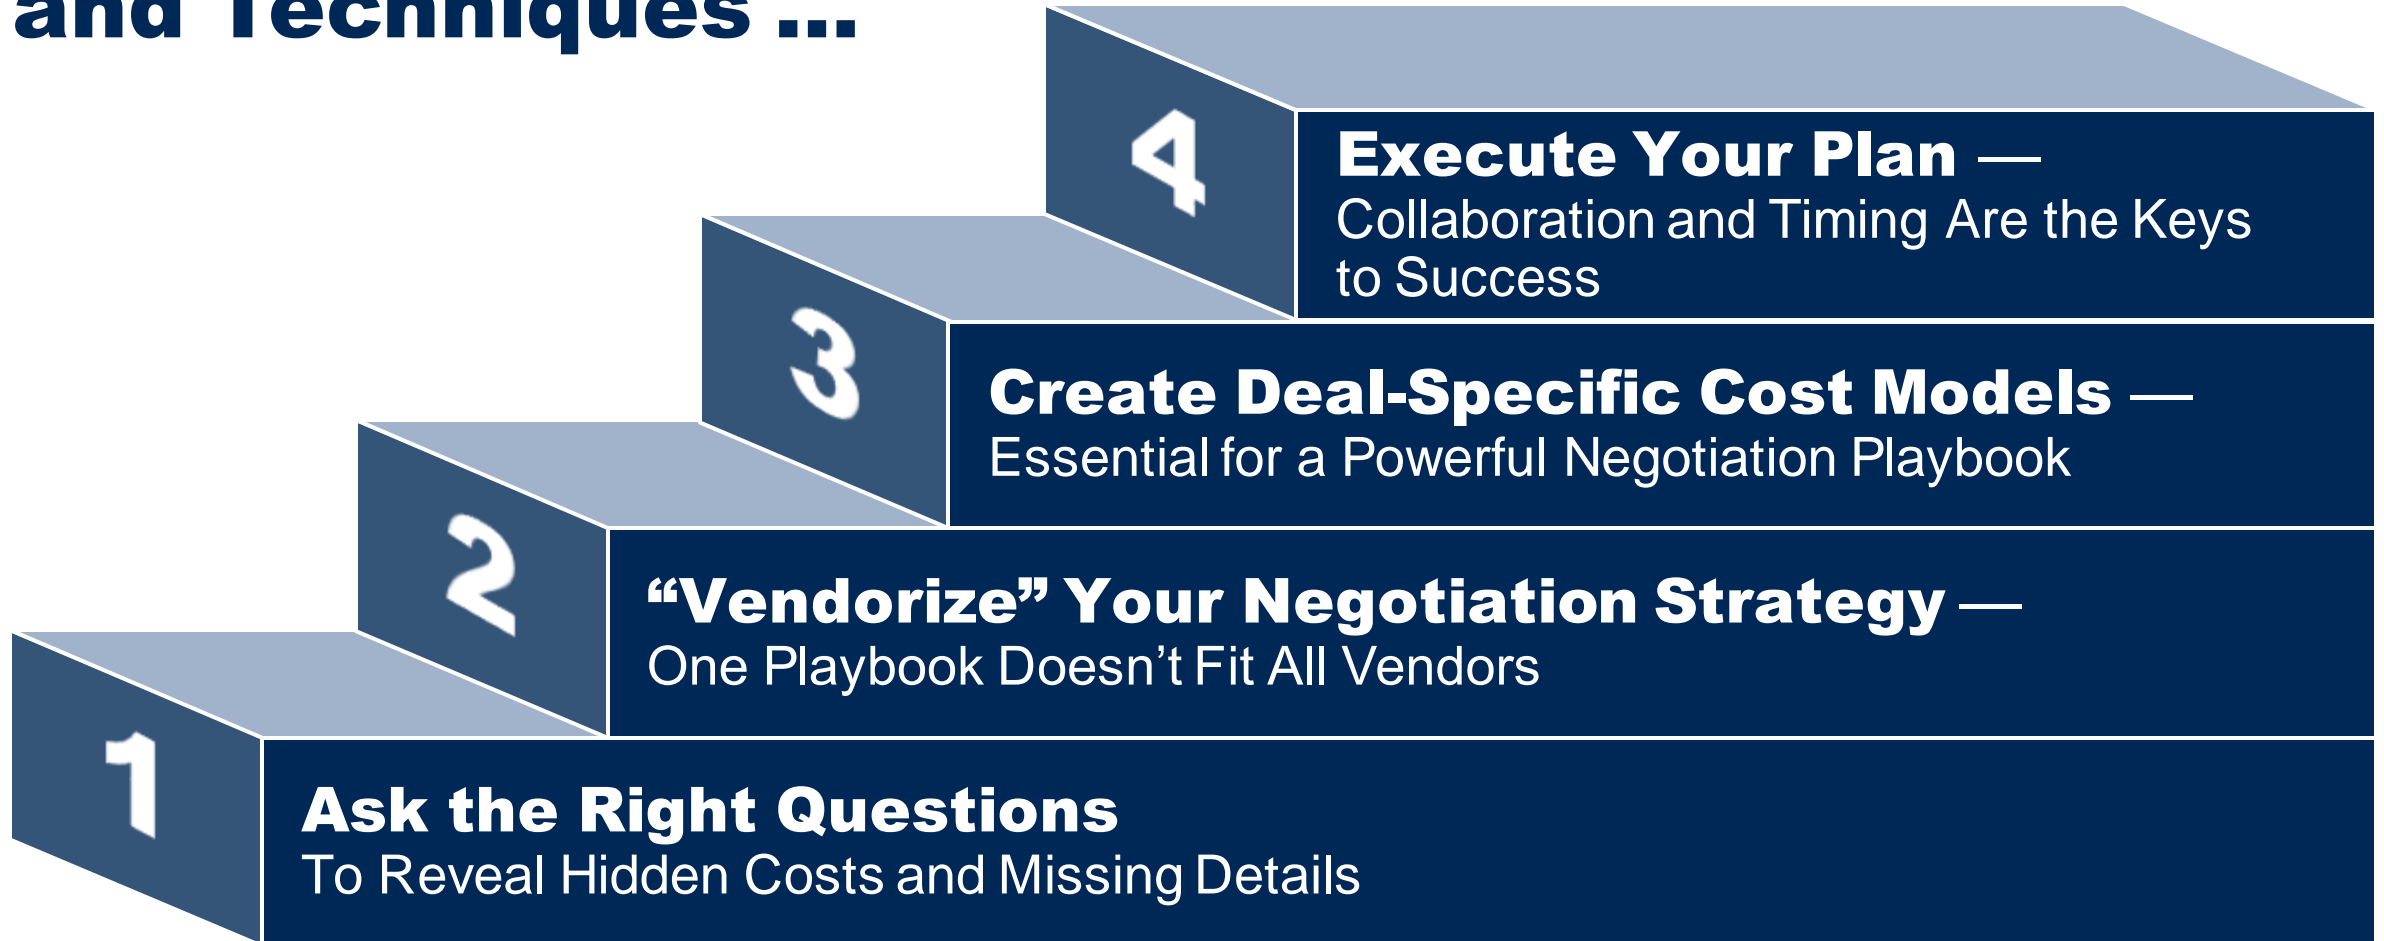 and Techniques ...
4
Execute Your Plan —
Collaboration and Timing Are the Keys
to Success
3
Create Deal-Specific Cost Models —
Essential for a Powerful Negotiation Playbook
2
“Vendorize” Your Negotiation Strategy —
One Playbook Doesn’t Fit All Vendors
1
Ask the Right Questions
To Reveal Hidden Costs and Missing Details